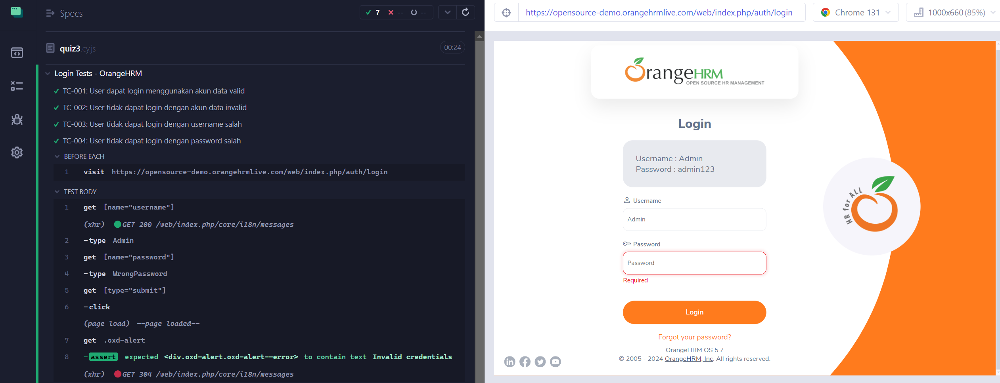 Specs
7
--
--
quiz3.cy.js
00:24
Login Tests - OrangeHRM
TC-001: User dapat login menggunakan akun data valid
TC-002: User tidak dapat login dengan akun data invalid
TC-003: User tidak dapat login dengan username salah
TC-004: User tidak dapat login dengan password salah
BEFORE EACH
1 visit https://opensource-demo.orangehrmlive.com/web/index.php/auth/login
TEST BODY
1 get [name="username"]
(xhr) GET 200 /web/index.php/core/i18n/messages
2 -type Admin
3 get [name="password"]
4 -type WrongPassword
5 get [type="submit"]
6 -click
(page load) --page loaded--
7 get .oxd-alert
8 -assert expected <div.oxd-alert.oxd-alert--error> to contain text Invalid credentials
(xhr) GET 304 /web/index.php/core/i18n/messages
https://opensource-demo.orangehrmlive.com/web/index.php/auth/login
Chrome 131
1000x660 (85%)
OrangeHRM
OPEN SOURCE HR MANAGEMENT
Login
Username : Admin
Password : admin123
Username
Admin
Password
Password
Required
Login
Forgot your password?
OrangeHRM OS 5.7
© 2005 - 2024 OrangeHRM, Inc. All rights reserved.
HR for ALL